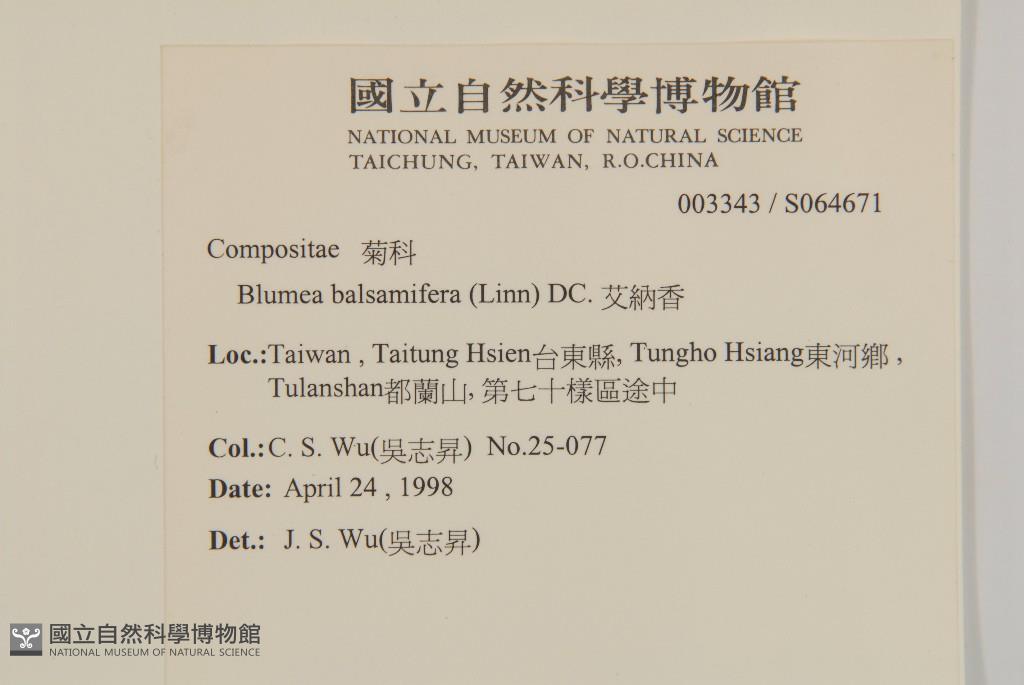 國立自然科學博物館
NATIONAL MUSEUM OF NATURAL SCIENCE
TAICHUNG, TAIWAN, R.O.CHINA
003343 / S064671
Compositae 菊科
Blumea balsamifera (Linn) DC. 艾納香
Loc.:Taiwan , Taitung Hsien台東縣, Tungho Hsiang東河鄉 ,
Tulanshan都蘭山, 第七十樣區途中
Col.:C. S. Wu(吳志昇) No.25-077
Date: April 24 , 1998
Det.: J. S. Wu(吳志昇)
國立自然科學博物館
NATIONAL MUSEUM OF NATURAL SCIENCE